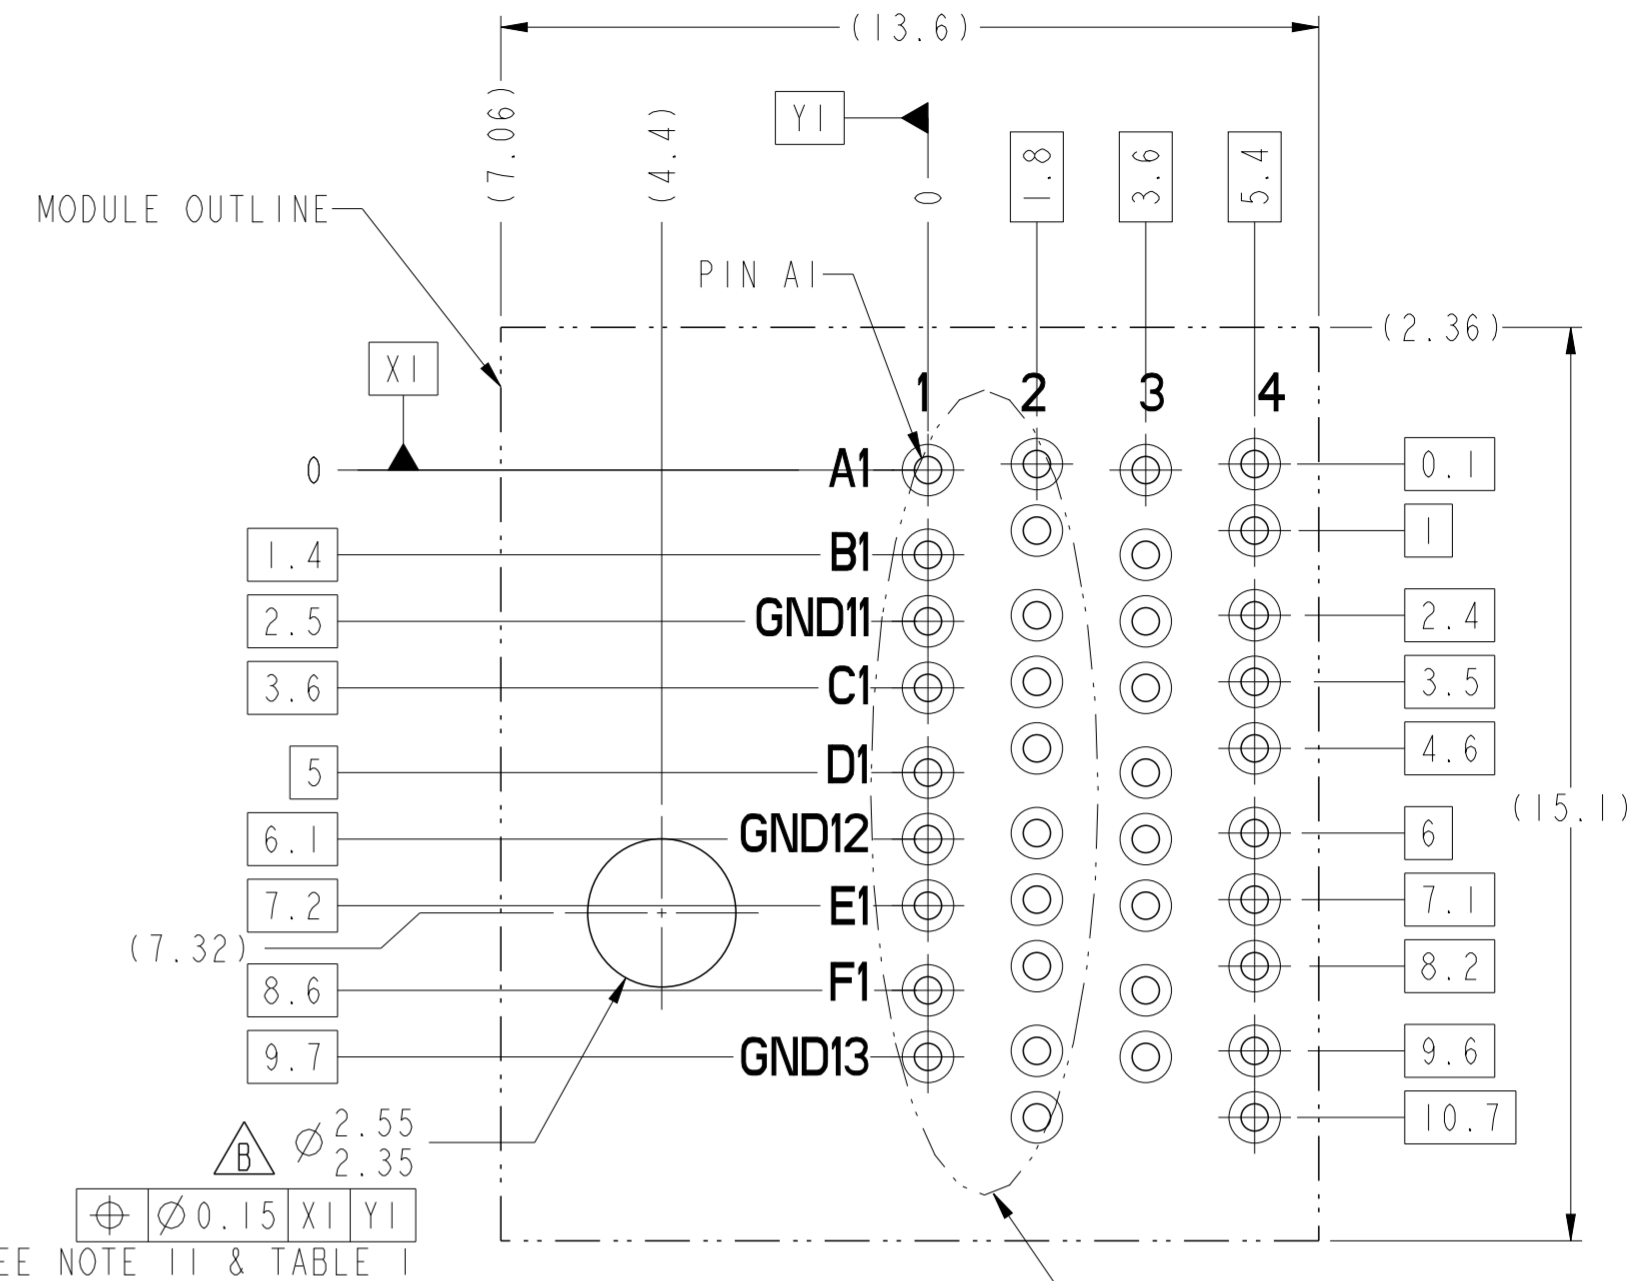 (13.6)
(7.06)
(4.4)
Y1
0
1.8
3.6
5.4
MODULE OUTLINE
PIN A1
(2.36)
X1
1 2 3 4
0 A1 0.1
1
1.4 B1
2.5 GND11 2.4
3.6 C1 3.5
4.6
5 D1
(15.1)
6.1 GND12 6
7.2 E1 7.1
(7.32)
8.2
8.6 F1
9.7 GND13 9.6
10.7
B Ø 2.55
2.35
⌖ Ø0.15 X1 Y1
EE NOTE 11 & TABLE 1